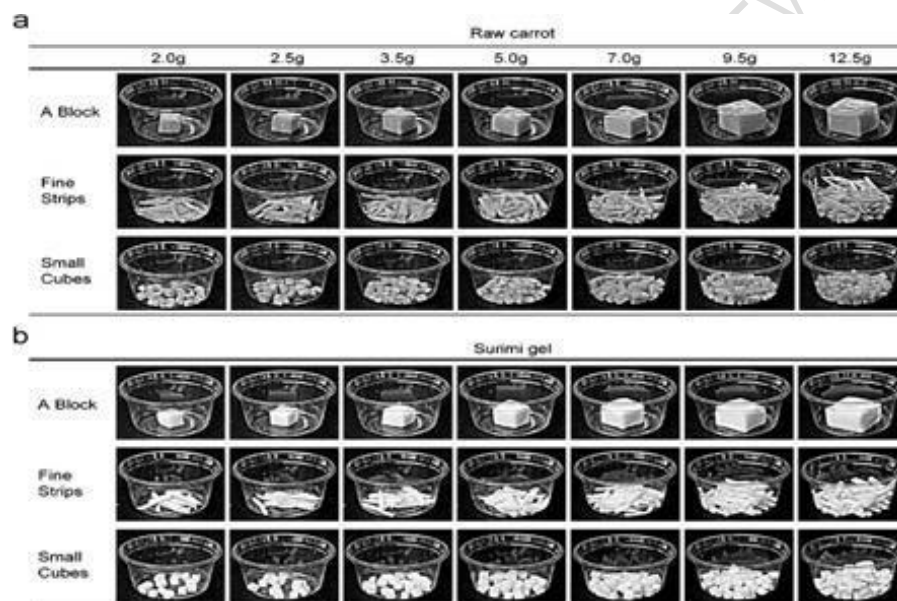 a
Raw carrot
2.0g 2.5g 3.5g 5.0g 7.0g 9.5g 12.5g
A Block
Fine
Strips
Small
Cubes
b
Surimi gel
A Block
Fine
Strips
Small
Cubes